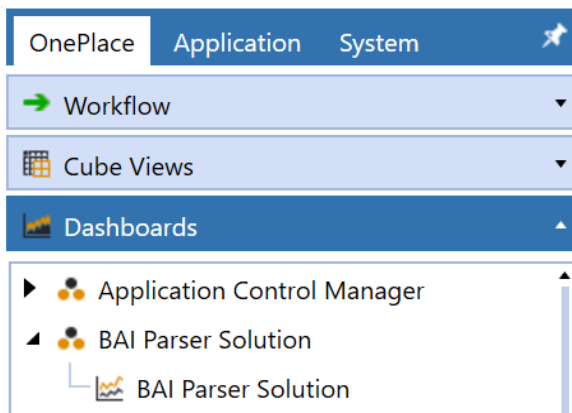 OnePlace Application System
Workflow
Cube Views
Dashboards
Application Control Manager
BAI Parser Solution
BAI Parser Solution